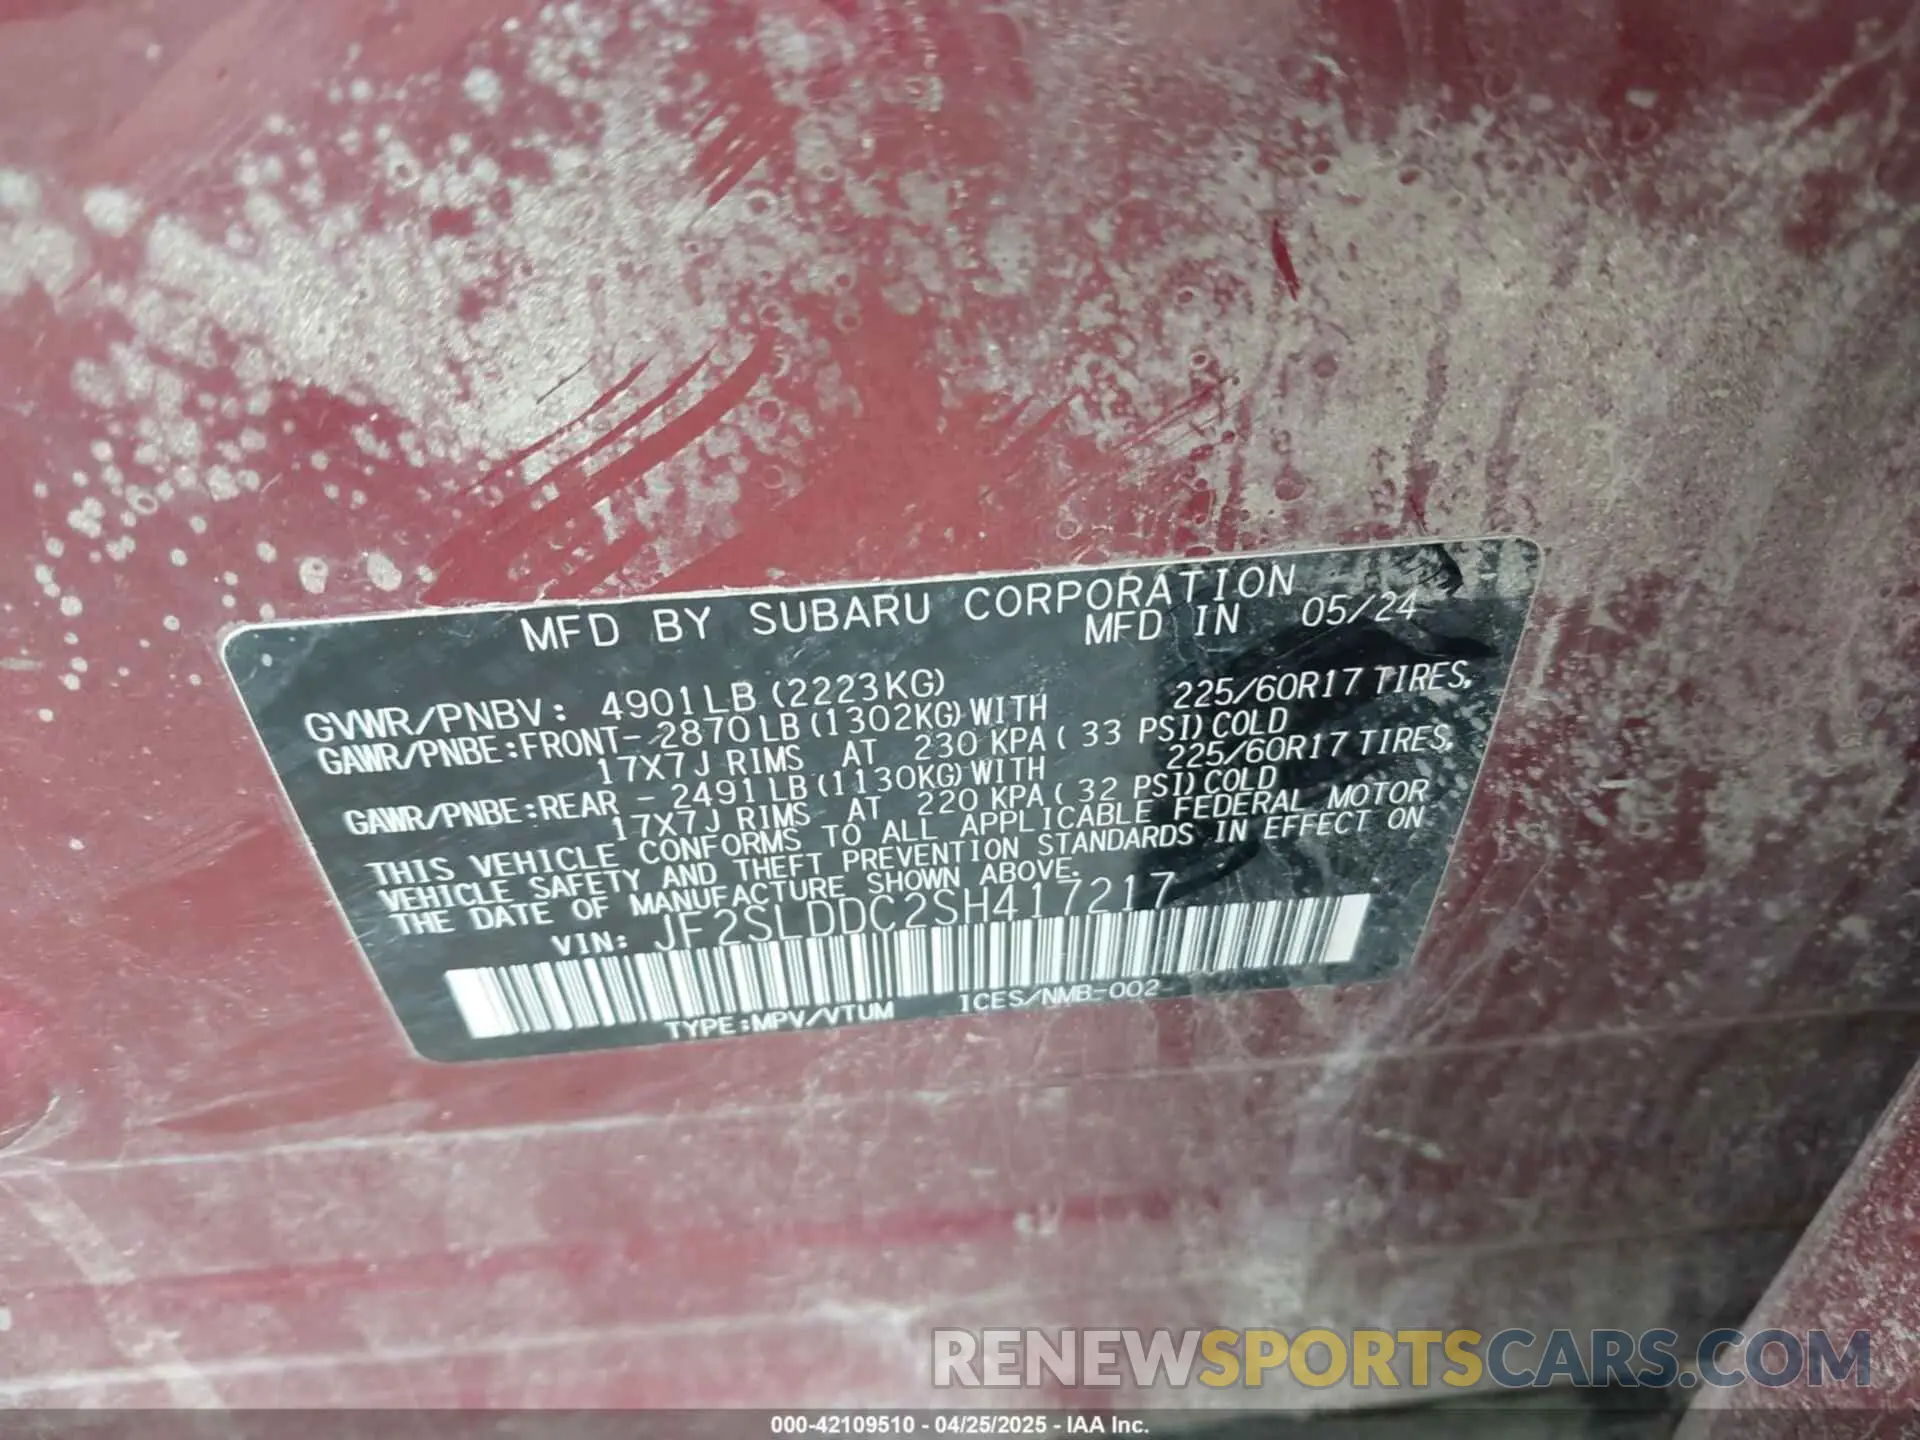 MFD BY SUBARU CORPORATION
MFD IN 05/24
GVWR/PNBV: 4901LB(2223KG)
GAWR/PNBE:FRONT- 2870LB(1302KG)WITH 225/60R17 TIRES,
17X7J RIMS AT 230 KPA( 33 PSI)COLD
GAWR/PNBE:REAR - 2491LB(1130KG)WITH 225/60R17 TIRES,
17X7J RIMS AT 220 KPA( 32 PSI)COLD
THIS VEHICLE CONFORMS TO ALL APPLICABLE FEDERAL MOTOR
VEHICLE SAFETY AND THEFT PREVENTION STANDARDS IN EFFECT ON
THE DATE OF MANUFACTURE SHOWN ABOVE.
VIN: JF2SLDDC2SH417217
TYPE:MPV/VTUM ICES/NMB-002
RENEWSPORTSCARS.COM
000-42109510 - 04/25/2025 - IAA Inc.